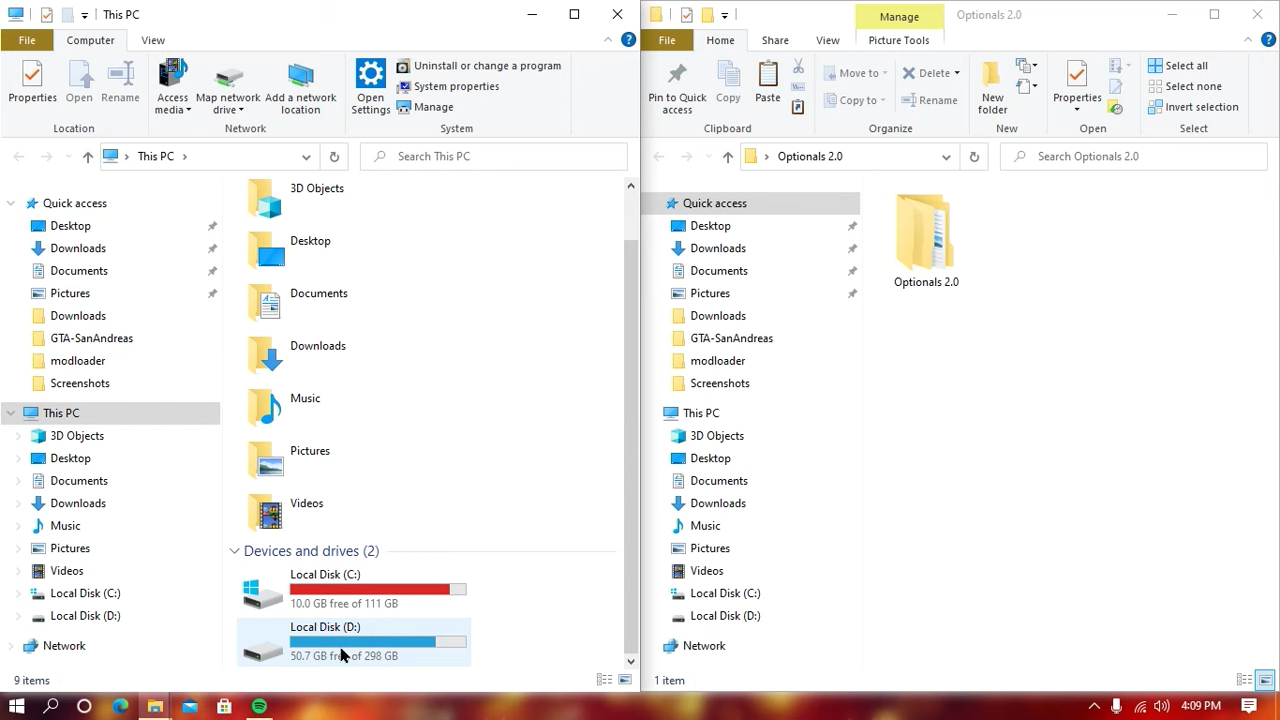 This PC
File
Computer
View
Properties
Open
Rename
Location
Access media
Map network drive
Add a network location
Network
Open Settings
Uninstall or change a program
System properties
Manage
System
This PC
Search This PC
Quick access
Desktop
Downloads
Documents
Pictures
Downloads
GTA-SanAndreas
modloader
Screenshots
This PC
3D Objects
Desktop
Documents
Downloads
Music
Pictures
Videos
Local Disk (C:)
Local Disk (D:)
Network
3D Objects
Desktop
Documents
Downloads
Music
Pictures
Videos
Devices and drives (2)
Local Disk (C:)
10.0 GB free of 111 GB
Local Disk (D:)
50.7 GB free of 298 GB
9 items
Manage
Optionals 2.0
File
Home
Share
View
Picture Tools
Pin to Quick access
Copy
Paste
Clipboard
Move to
Copy to
Delete
Rename
Organize
New folder
New
Properties
Open
Select all
Select none
Invert selection
Select
Optionals 2.0
Search Optionals 2.0
Quick access
Desktop
Downloads
Documents
Pictures
Downloads
GTA-SanAndreas
modloader
Screenshots
This PC
3D Objects
Desktop
Documents
Downloads
Music
Pictures
Videos
Local Disk (C:)
Local Disk (D:)
Network
Optionals 2.0
1 item
4:09 PM